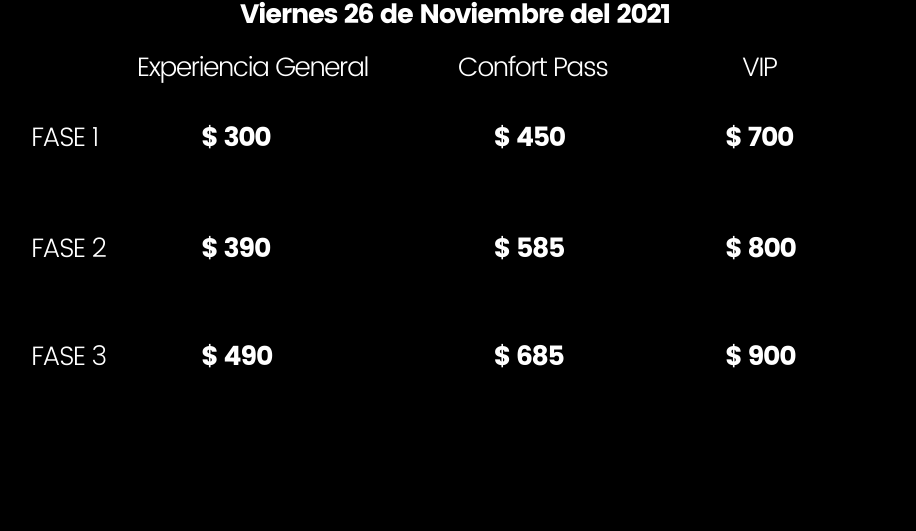 Viernes 26 de Noviembre del 2021
Experiencia General Confort Pass VIP
FASE 1 $ 300 $ 450 $ 700
FASE 2 $ 390 $ 585 $ 800
FASE 3 $ 490 $ 685 $ 900